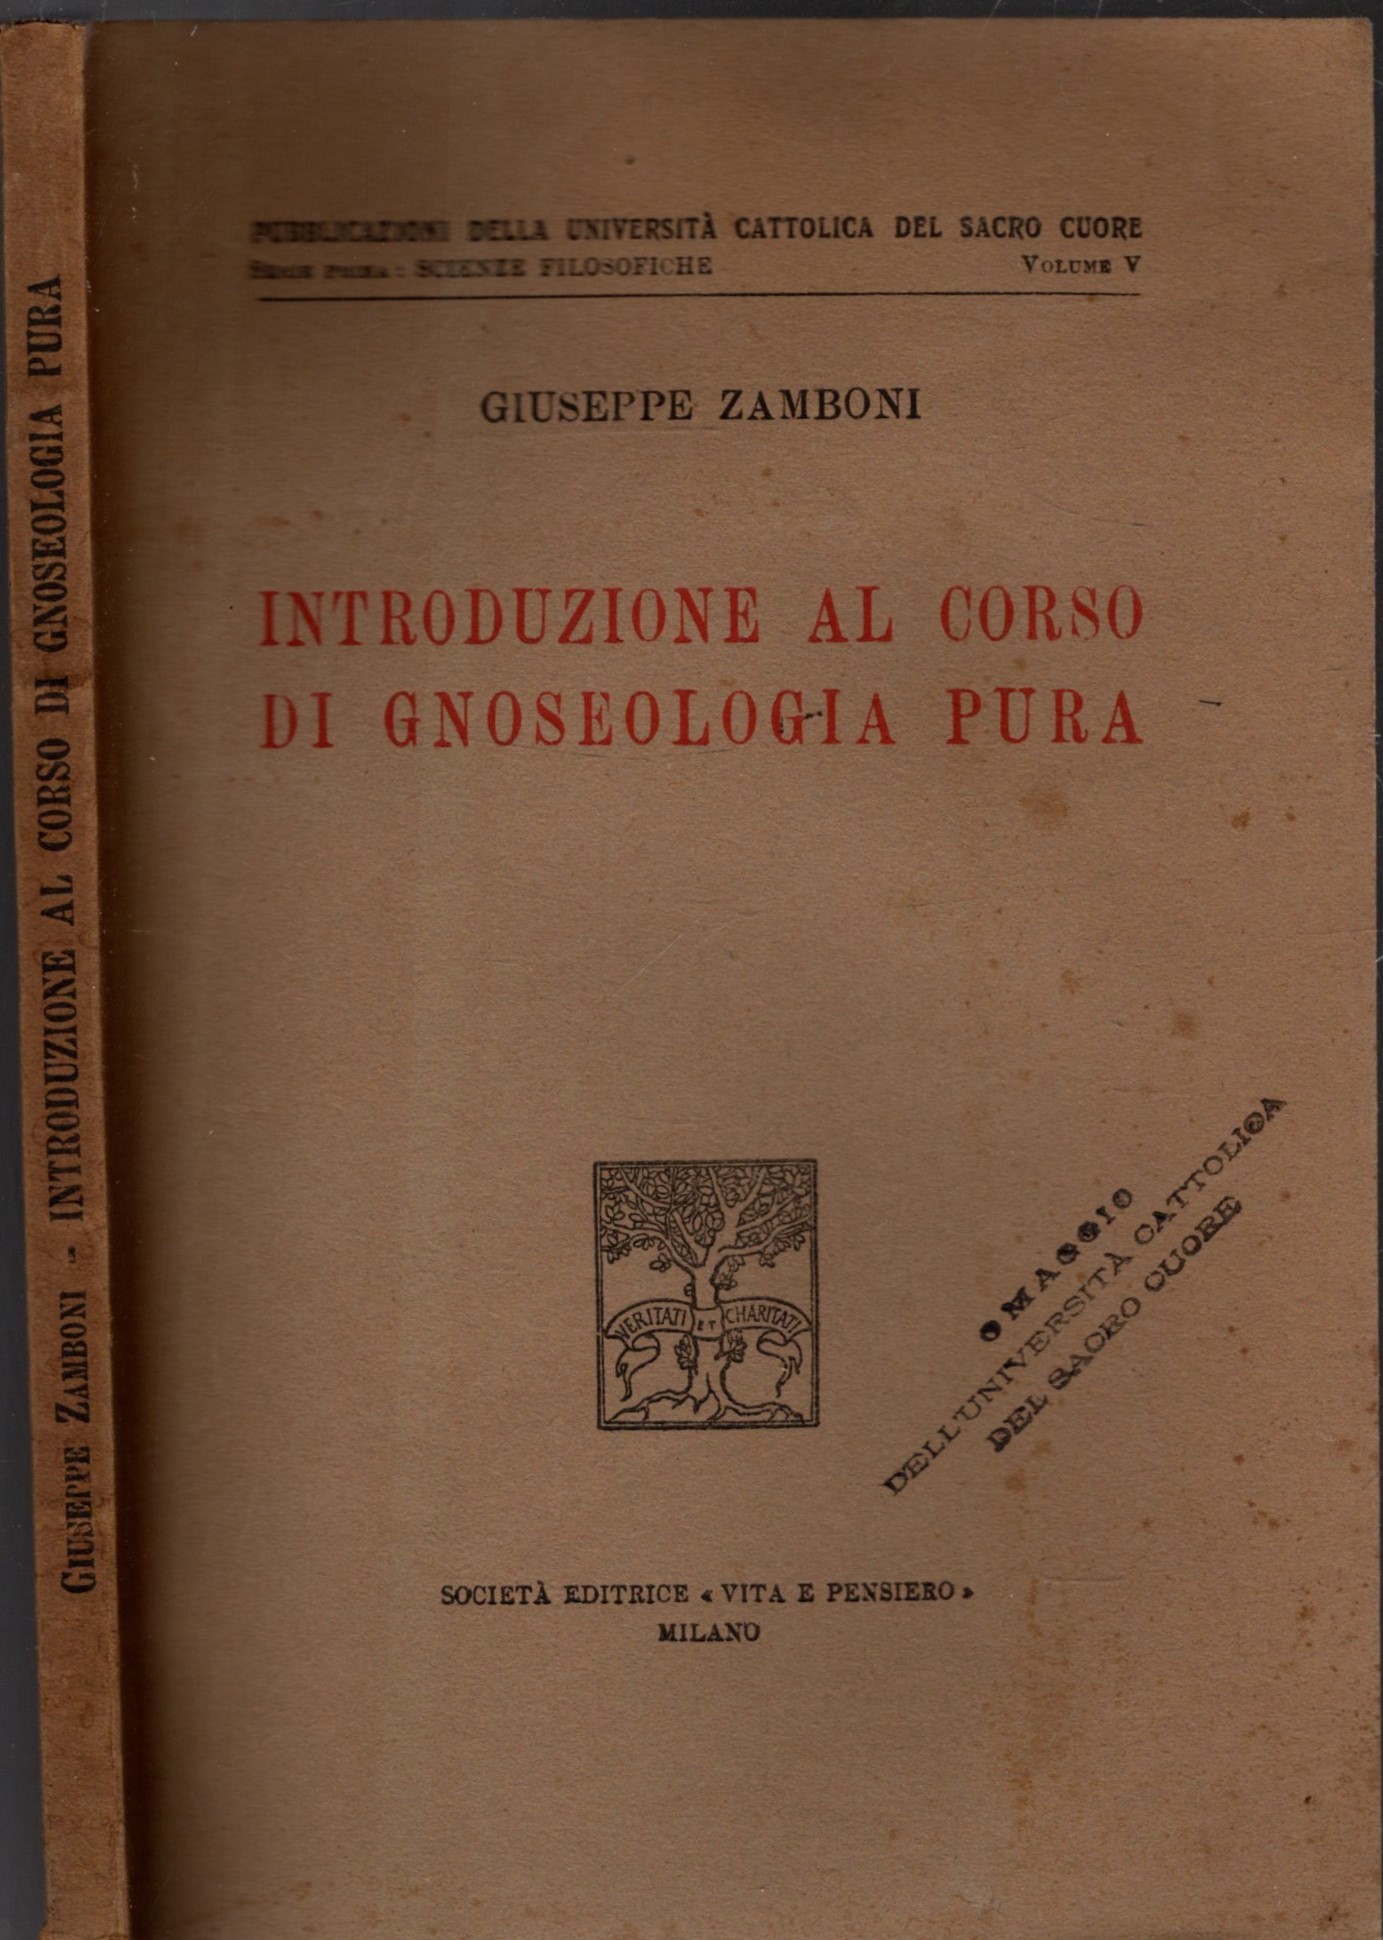 GIUSEPPE ZAMBONI - INTRODUZIONE AL CORSO DI GNOSEOLOGIA PURA
PUBBLICAZIONI DELLA UNIVERSITÀ CATTOLICA DEL SACRO CUORE
SERIE PRIMA : SCIENZE FILOSOFICHE VOLUME V
GIUSEPPE ZAMBONI
INTRODUZIONE AL CORSO
DI GNOSEOLOGIA PURA
VERITATI ET CHARITATI
OMAGGIO
DELL'UNIVERSITÀ CATTOLICA
DEL SACRO CUORE
SOCIETÀ EDITRICE « VITA E PENSIERO »
MILANO